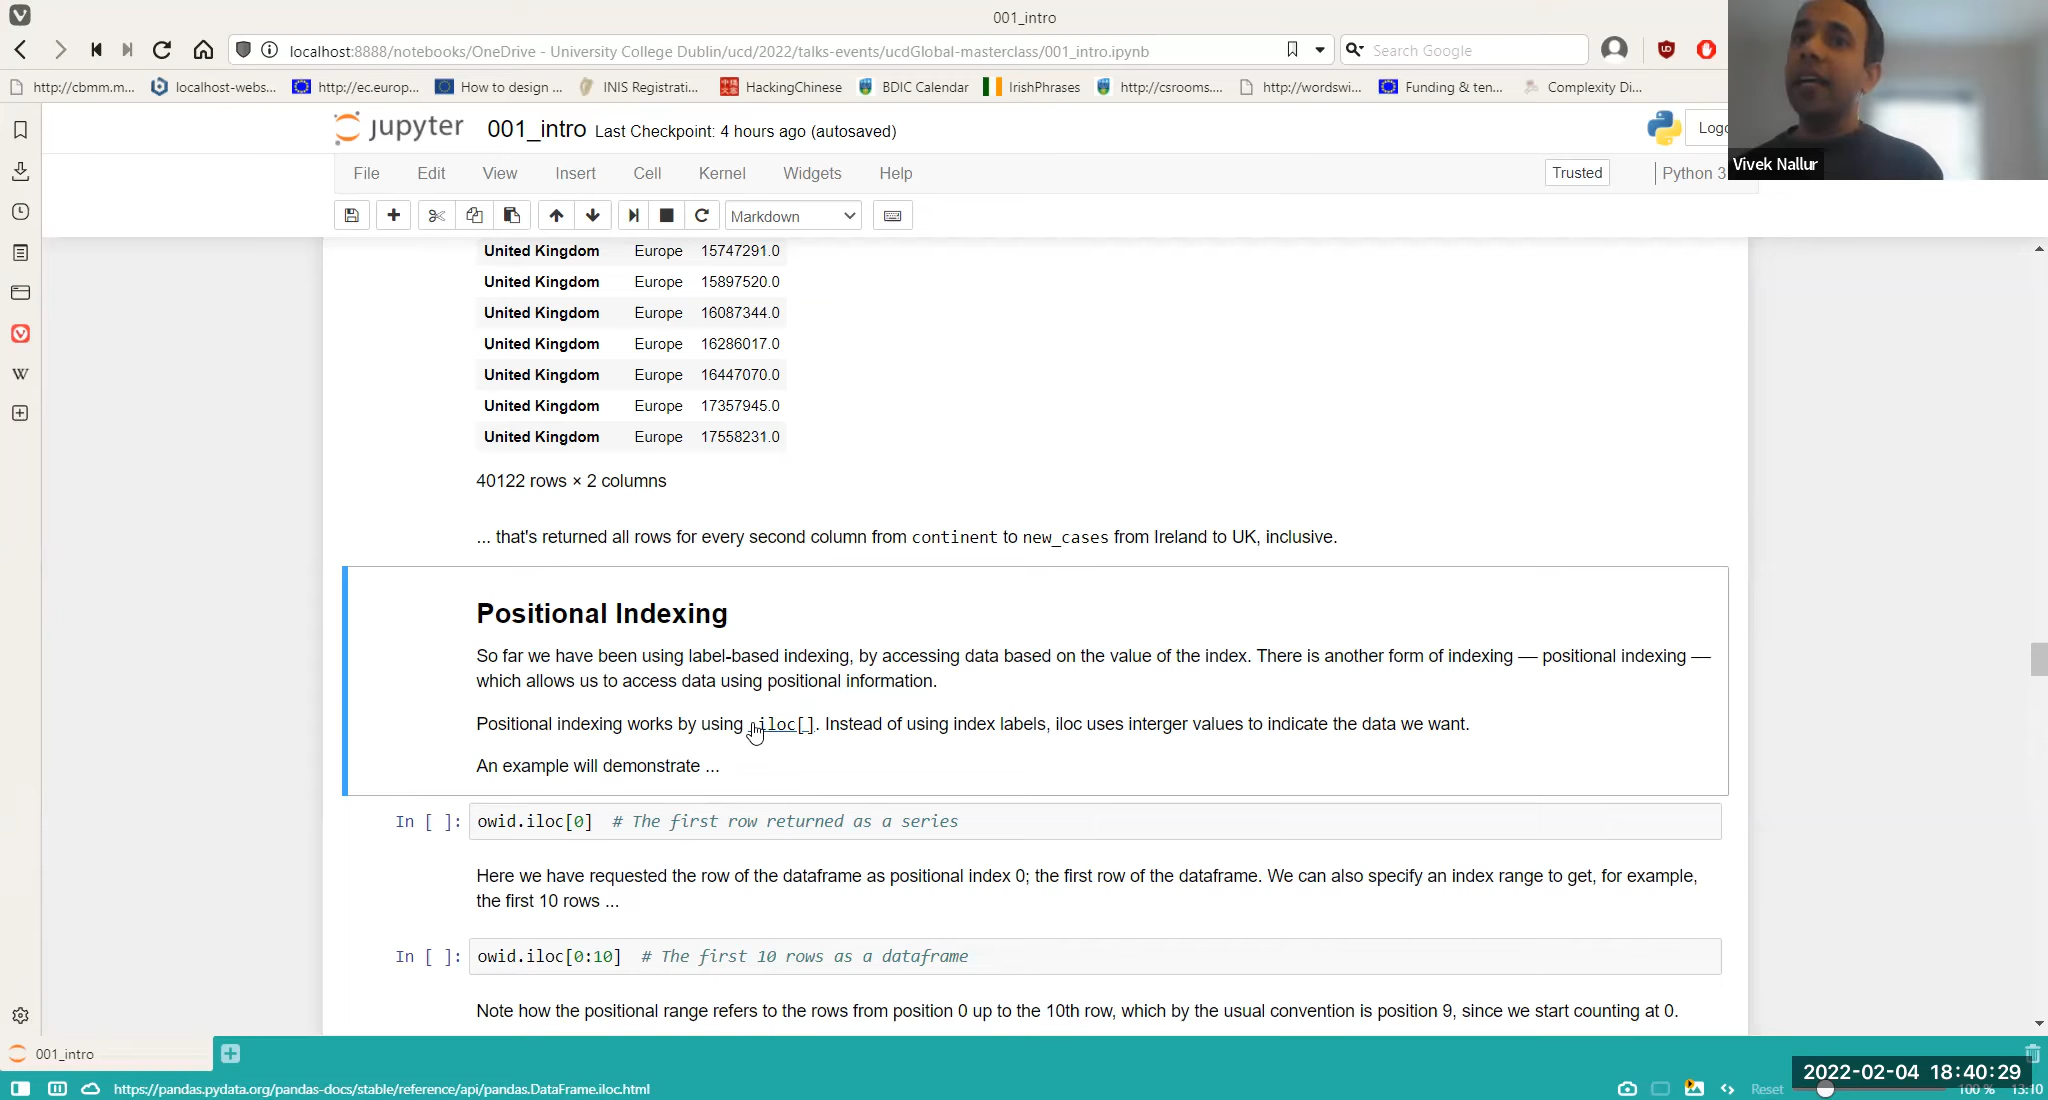 001_intro
localhost:8888/notebooks/OneDrive - University College Dublin/ucd/2022/talks-events/ucdGlobal-masterclass/001_intro.ipynb
Search Google
http://cbmm.m... localhost-webs... http://ec.europ... How to design ... INIS Registrati... HackingChinese BDIC Calendar IrishPhrases http://csrooms.... http://wordswi... Funding & ten... Complexity Di...
jupyter 001_intro Last Checkpoint: 4 hours ago (autosaved)
Vivek Nallur
File Edit View Insert Cell Kernel Widgets Help Trusted Python 3
Markdown
United Kingdom Europe 15747291.0
United Kingdom Europe 15897520.0
United Kingdom Europe 16087344.0
United Kingdom Europe 16286017.0
United Kingdom Europe 16447070.0
United Kingdom Europe 17357945.0
United Kingdom Europe 17558231.0
40122 rows × 2 columns
... that's returned all rows for every second column from continent to new_cases from Ireland to UK, inclusive.
Positional Indexing
So far we have been using label-based indexing, by accessing data based on the value of the index. There is another form of indexing — positional indexing —
which allows us to access data using positional information.
Positional indexing works by using .iloc[]. Instead of using index labels, iloc uses interger values to indicate the data we want.
An example will demonstrate ...
In [ ]: owid.iloc[0] # The first row returned as a series
Here we have requested the row of the dataframe as positional index 0; the first row of the dataframe. We can also specify an index range to get, for example,
the first 10 rows ...
In [ ]: owid.iloc[0:10] # The first 10 rows as a dataframe
Note how the positional range refers to the rows from position 0 up to the 10th row, which by the usual convention is position 9, since we start counting at 0.
001_intro
2022-02-04 18:40:29
https://pandas.pydata.org/pandas-docs/stable/reference/api/pandas.DataFrame.iloc.html
Reset 100 % 13:10